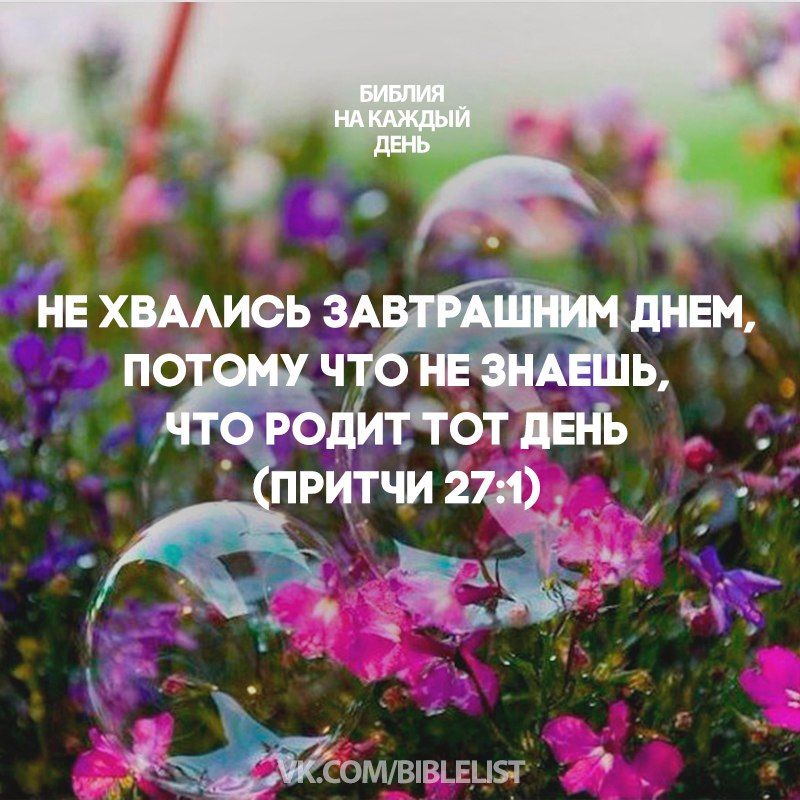 БИБЛИЯ
НА КАЖДЫЙ
ДЕНЬ
НЕ ХВАЛИСЬ ЗАВТРАШНИМ ДНЕМ,
ПОТОМУ ЧТО НЕ ЗНАЕШЬ,
ЧТО РОДИТ ТОТ ДЕНЬ
(ПРИТЧИ 27:1)
VK.COM/BIBLELIST